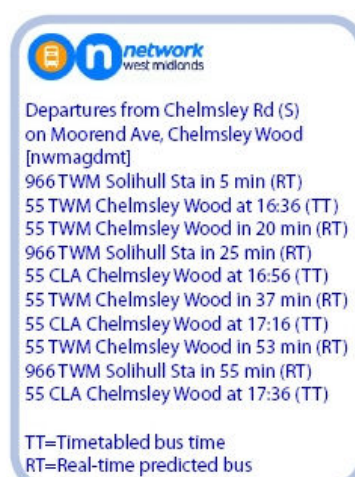 n network
west midlands
Departures from Chelmsley Rd (S)
on Moorend Ave, Chelmsley Wood
[nwmagdmt]
966 TWM Solihull Sta in 5 min (RT)
55 TWM Chelmsley Wood at 16:36 (TT)
55 TWM Chelmsley Wood in 20 min (RT)
966 TWM Solihull Sta in 25 min (RT)
55 CLA Chelmsley Wood at 16:56 (TT)
55 TWM Chelmsley Wood in 37 min (RT)
55 CLA Chelmsley Wood at 17:16 (TT)
55 TWM Chelmsley Wood in 53 min (RT)
966 TWM Solihull Sta in 55 min (RT)
55 CLA Chelmsley Wood at 17:36 (TT)
TT=Timetabled bus time
RT=Real-time predicted bus